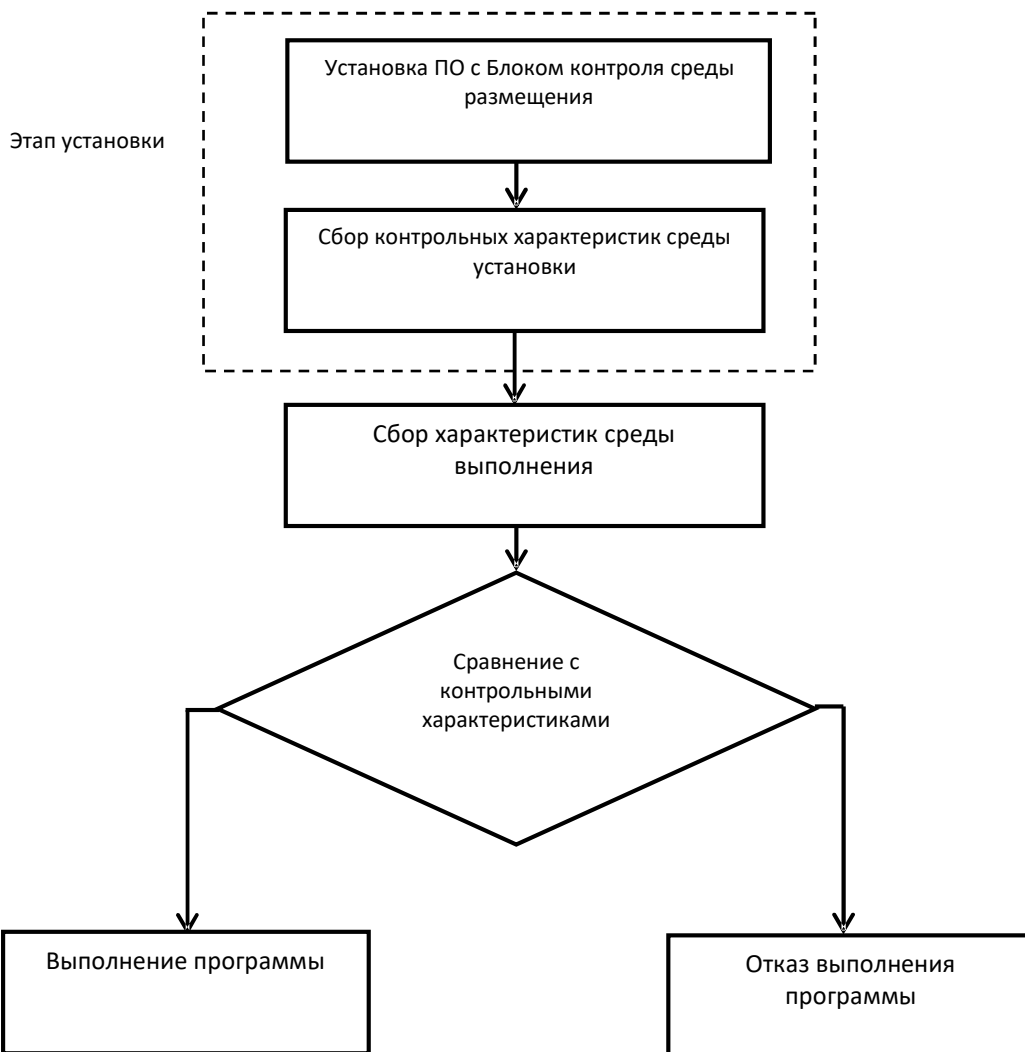 Установка ПО с Блоком контроля среды
размещения
Этап установки
Сбор контрольных характеристик среды
установки
Сбор характеристик среды
выполнения
Сравнение с
контрольными
характеристиками
Выполнение программы
Отказ выполнения
программы